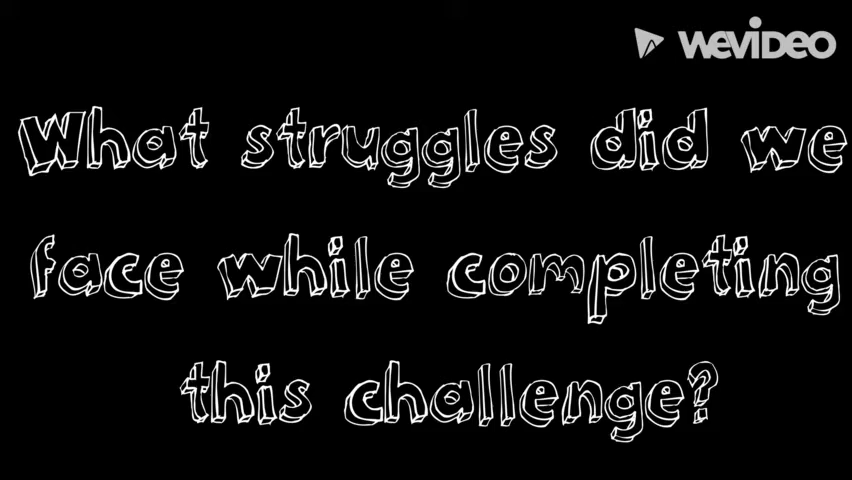 WeVideo
What struggles did we
face while completing
this challenge?